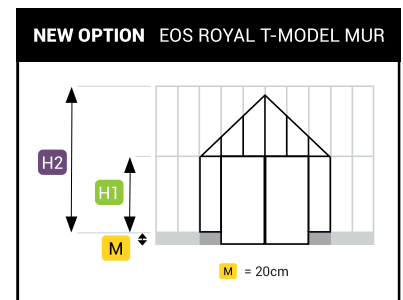 NEW OPTION EOS ROYAL T-MODEL MUR
H2
H1
M
M = 20cm